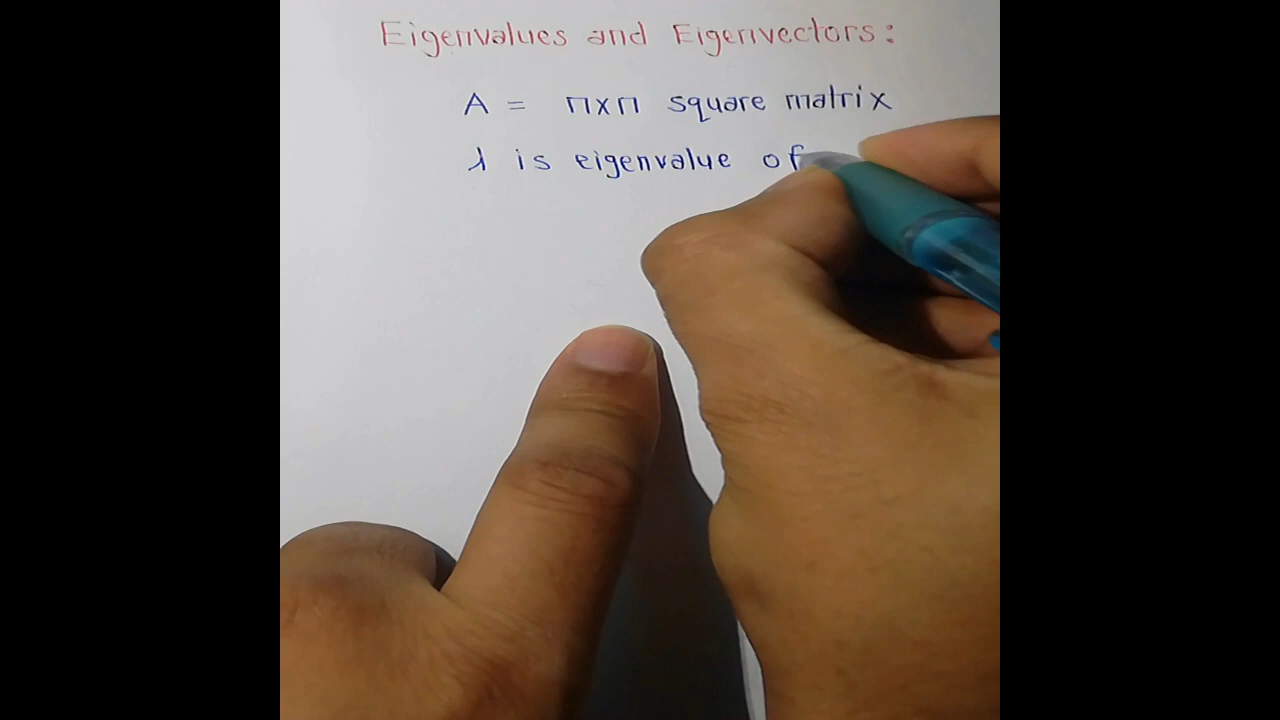 Eigenvalues and Eigenvectors:
A = nxn square matrix
λ is eigenvalue of